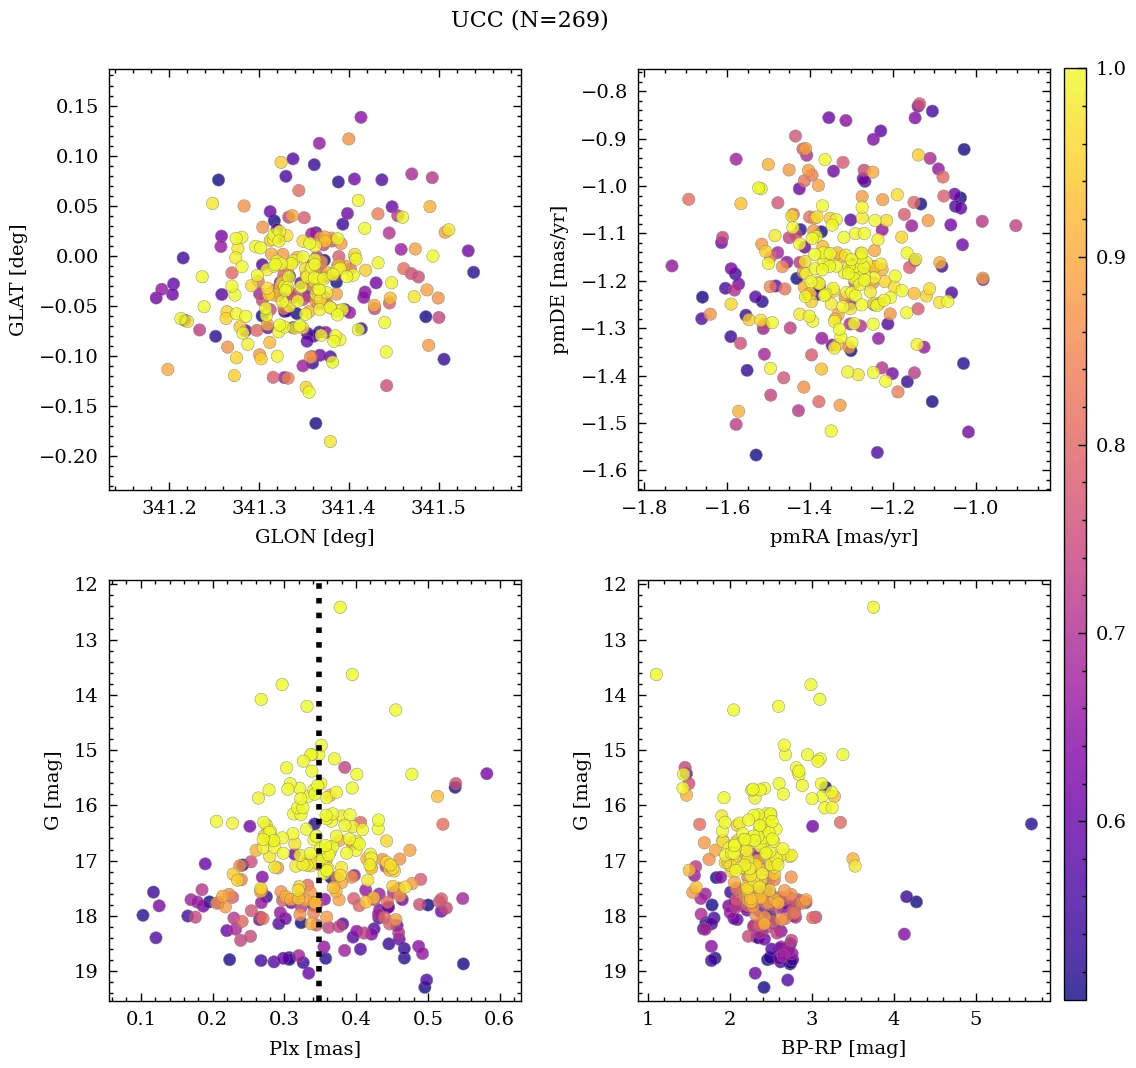 UCC (N=269)
0.15
0.10
0.05
0.00
−0.05
−0.10
−0.15
−0.20
GLAT [deg]
341.2 341.3 341.4 341.5
GLON [deg]
−0.8
−0.9
−1.0
−1.1
−1.2
−1.3
−1.4
−1.5
−1.6
pmDE [mas/yr]
−1.8 −1.6 −1.4 −1.2 −1.0
pmRA [mas/yr]
1.0
0.9
0.8
0.7
0.6
12
13
14
15
16
17
18
19
G [mag]
0.1 0.2 0.3 0.4 0.5 0.6
Plx [mas]
12
13
14
15
16
17
18
19
G [mag]
1 2 3 4 5
BP-RP [mag]